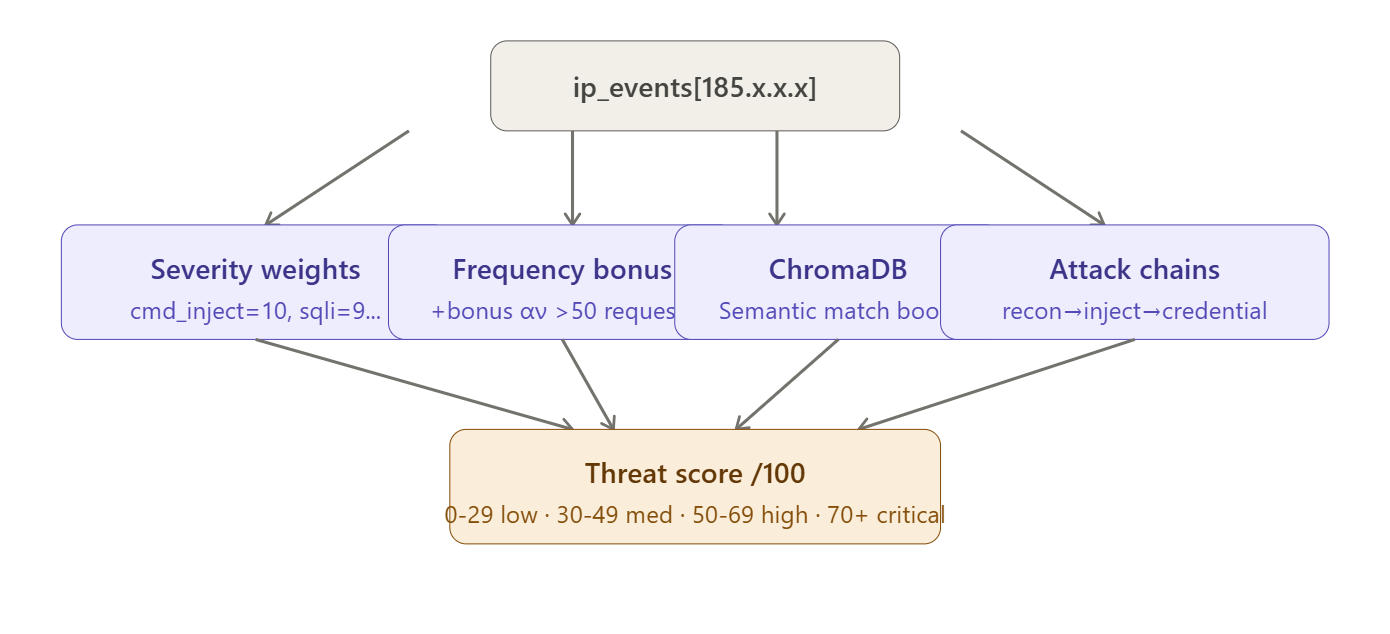 ip_events[185.x.x.x]
Severity weights
cmd_inject=10, sqli=9...
Frequency bonus
+bonus αν >50 reques
ChromaDB
Semantic match boo
Attack chains
recon→inject→credential
Threat score /100
0-29 low · 30-49 med · 50-69 high · 70+ critical